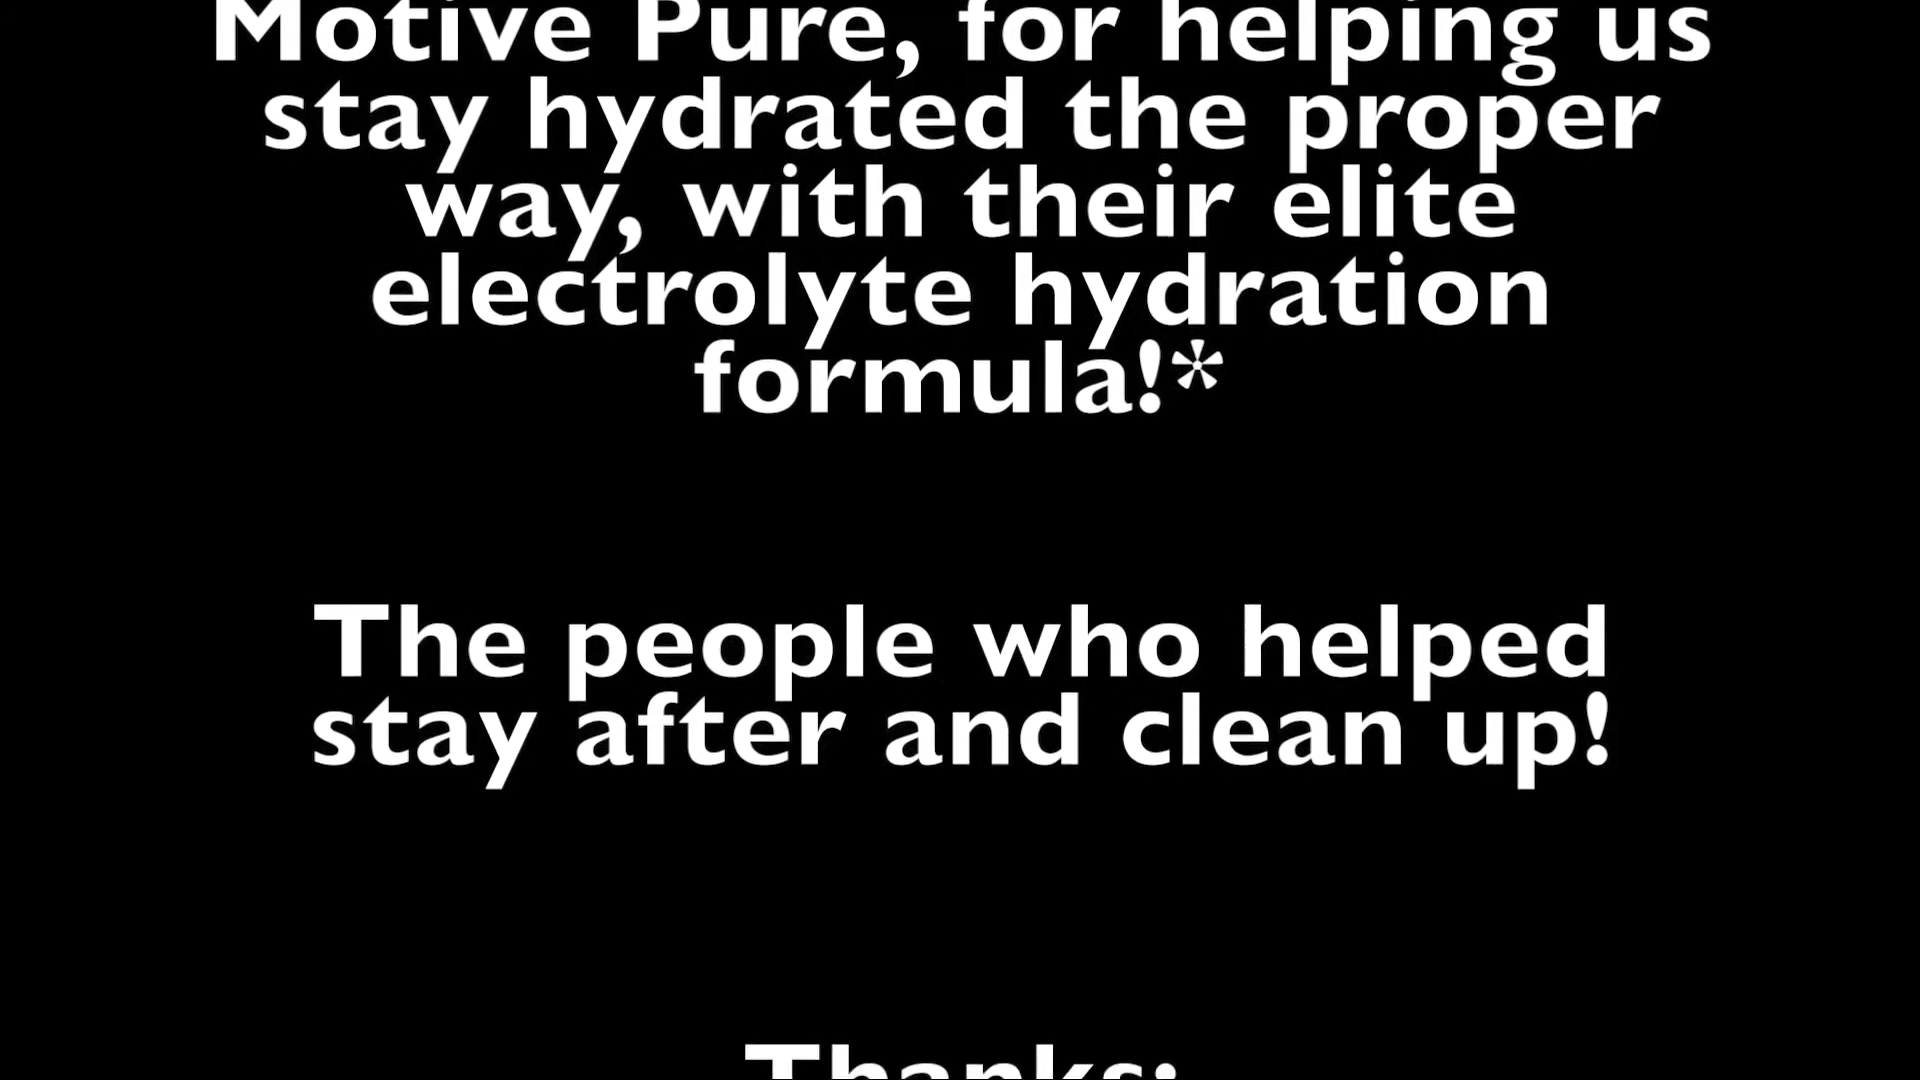 Motive Pure, for helping us
stay hydrated the proper
way, with their elite
electrolyte hydration
formula!*
The people who helped
stay after and clean up!
Thanks: